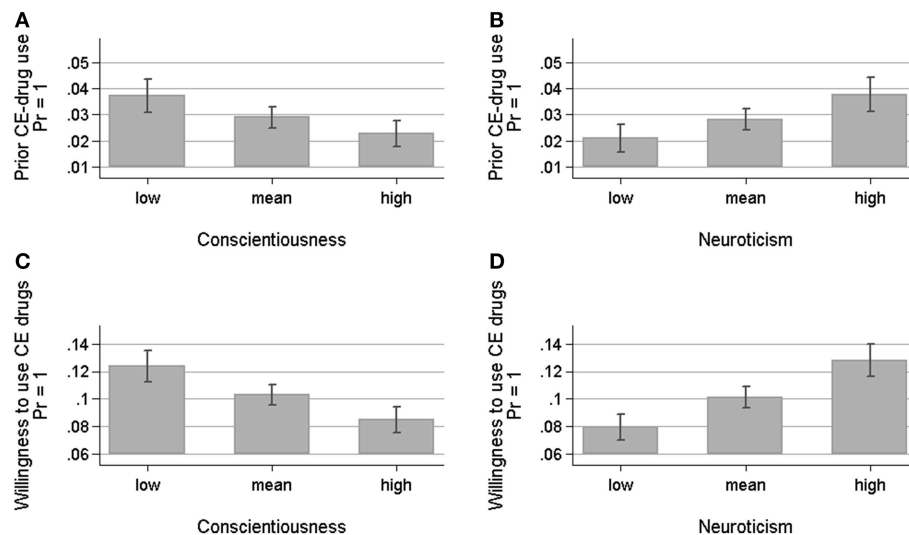 A
Prior CE-drug use
Pr = 1
.05
.04
.03
.02
.01
low mean high
Conscientiousness
B
Prior CE-drug use
Pr = 1
.05
.04
.03
.02
.01
low mean high
Neuroticism
C
Willingness to use CE drugs
Pr = 1
.14
.12
.1
.08
.06
low mean high
Conscientiousness
D
Willingness to use CE drugs
Pr = 1
.14
.12
.1
.08
.06
low mean high
Neuroticism